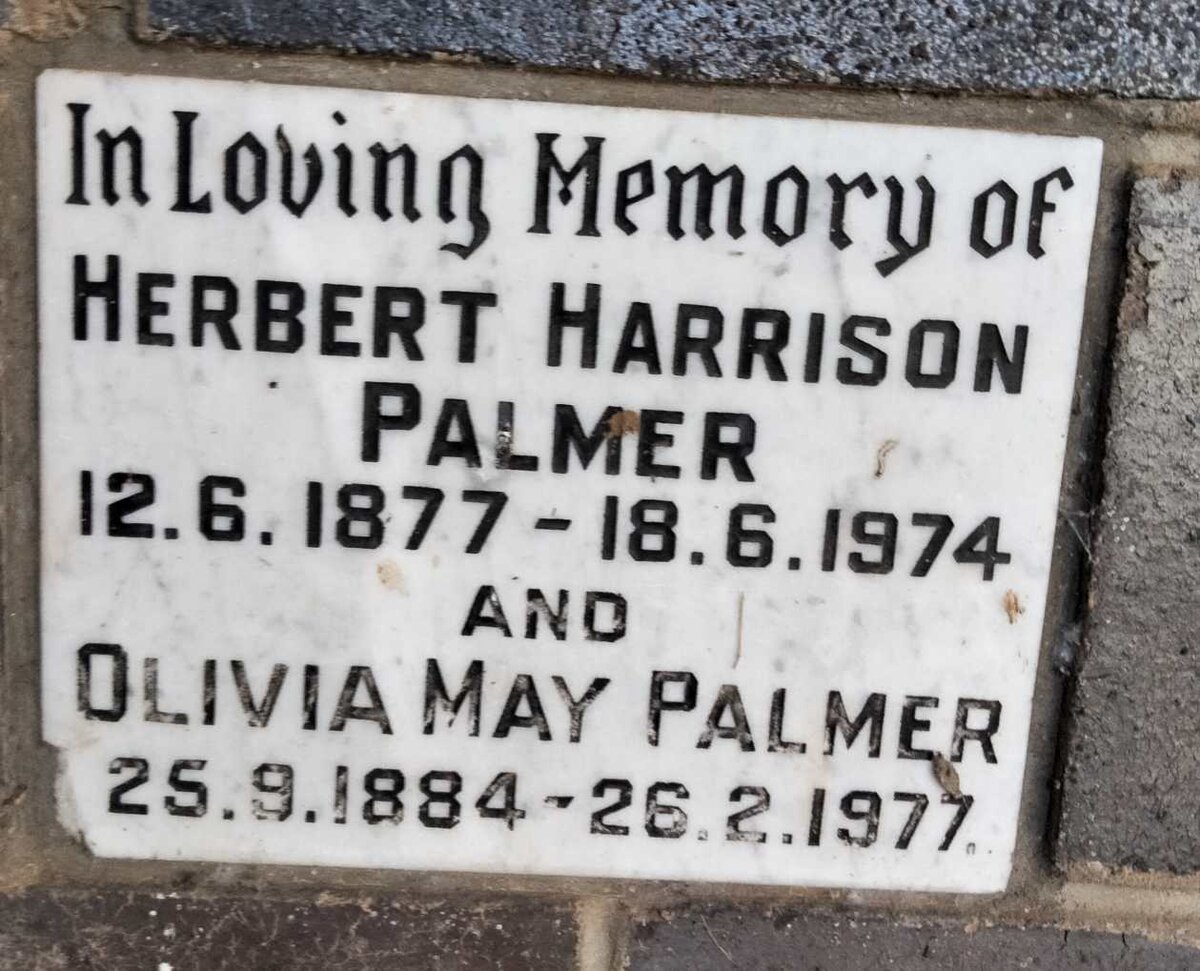 In Loving Memory of
HERBERT HARRISON
PALMER
12.6.1877 - 18.6.1974
AND
OLIVIA MAY PALMER
25.9.1884 - 26.2.1977.